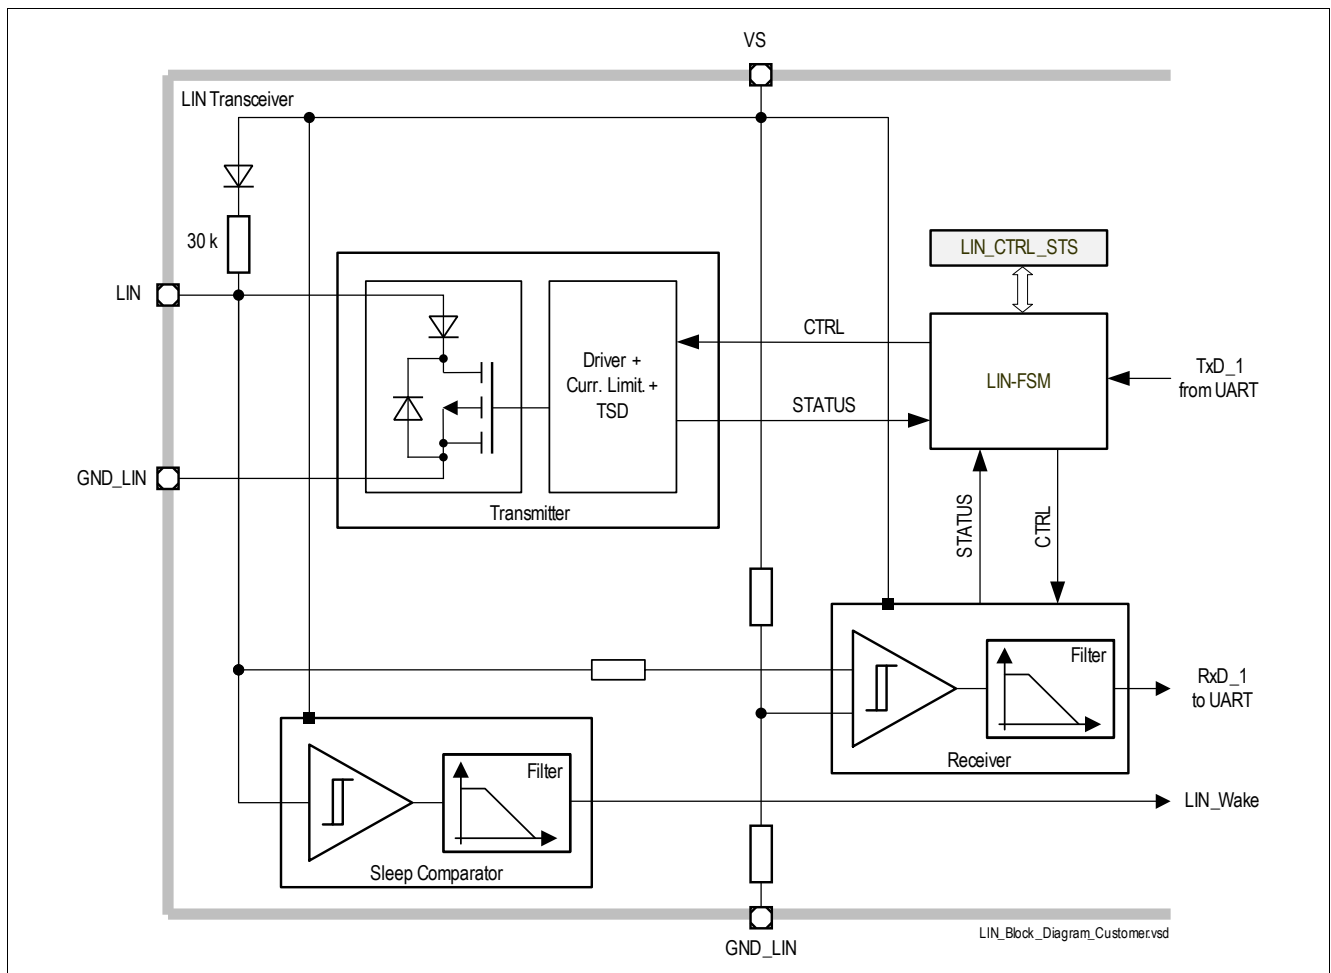 VS
LIN Transceiver
30 k
LIN
GND_LIN
Driver +
Curr. Limit. +
TSD
Transmitter
CTRL
STATUS
LIN_CTRL_STS
LIN-FSM
TxD_1
from UART
STATUS
CTRL
Filter
Receiver
RxD_1
to UART
Filter
Sleep Comparator
LIN_Wake
GND_LIN
LIN_Block_Diagram_Customer.vsd